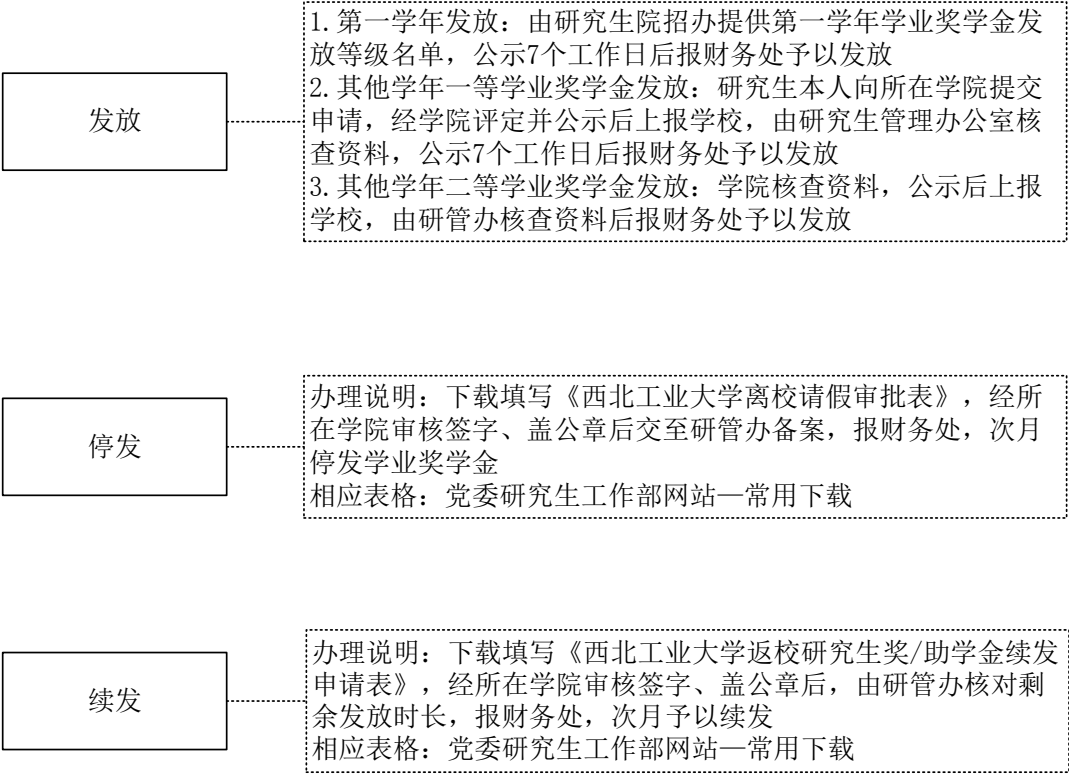 发放
1.第一学年发放：由研究生院招办提供第一学年学业奖学金发
放等级名单，公示7个工作日后报财务处予以发放
2.其他学年一等学业奖学金发放：研究生本人向所在学院提交
申请，经学院评定并公示后上报学校，由研究生管理办公室核
查资料，公示7个工作日后报财务处予以发放
3.其他学年二等学业奖学金发放：学院核查资料，公示后上报
学校，由研管办核查资料后报财务处予以发放
停发
办理说明：下载填写《西北工业大学离校请假审批表》，经所
在学院审核签字、盖公章后交至研管办备案，报财务处，次月
停发学业奖学金
相应表格：党委研究生工作部网站—常用下载
续发
办理说明：下载填写《西北工业大学返校研究生奖/助学金续发
申请表》，经所在学院审核签字、盖公章后，由研管办核对剩
余发放时长，报财务处，次月予以续发
相应表格：党委研究生工作部网站—常用下载